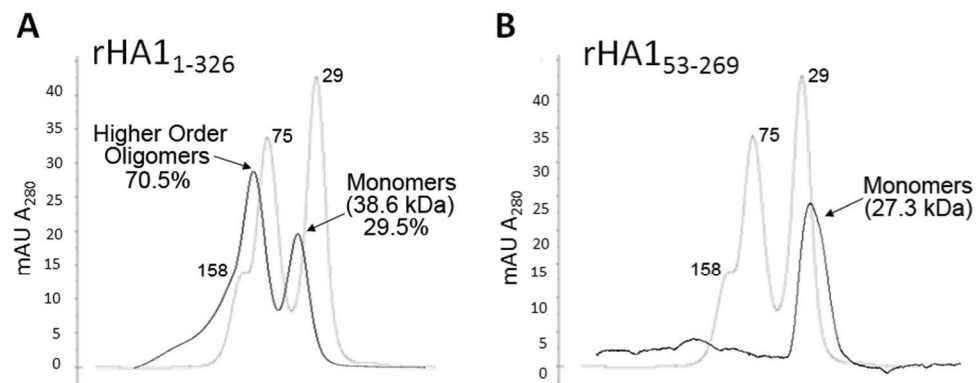 A
rHA1₁₋₃₂₆
mAU A₂₈₀
40
35
30
25
20
15
10
5
0
29
75
158
Higher Order
Oligomers
70.5%
Monomers
(38.6 kDa)
29.5%
B
rHA1₅₃₋₂₆₉
mAU A₂₈₀
40
35
30
25
20
15
10
5
0
29
75
158
Monomers
(27.3 kDa)